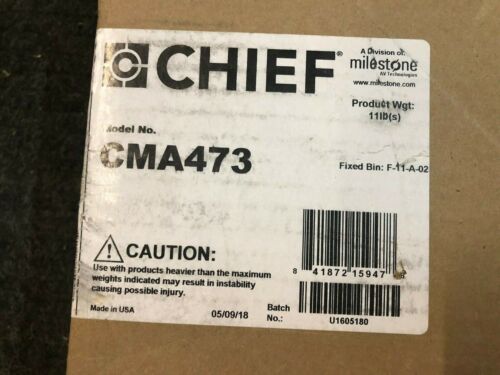 CHIEF®
A Division of:
milestone
AV Technologies
www.milestone.com
Product Wgt:
11lb(s)
Model No.
CMA473
Fixed Bin: F-11-A-02
CAUTION:
Use with products heavier than the maximum
weights indicated may result in instability
causing possible injury.
8 41872 15947
Made in USA
05/09/18
Batch
No.:
U1605180